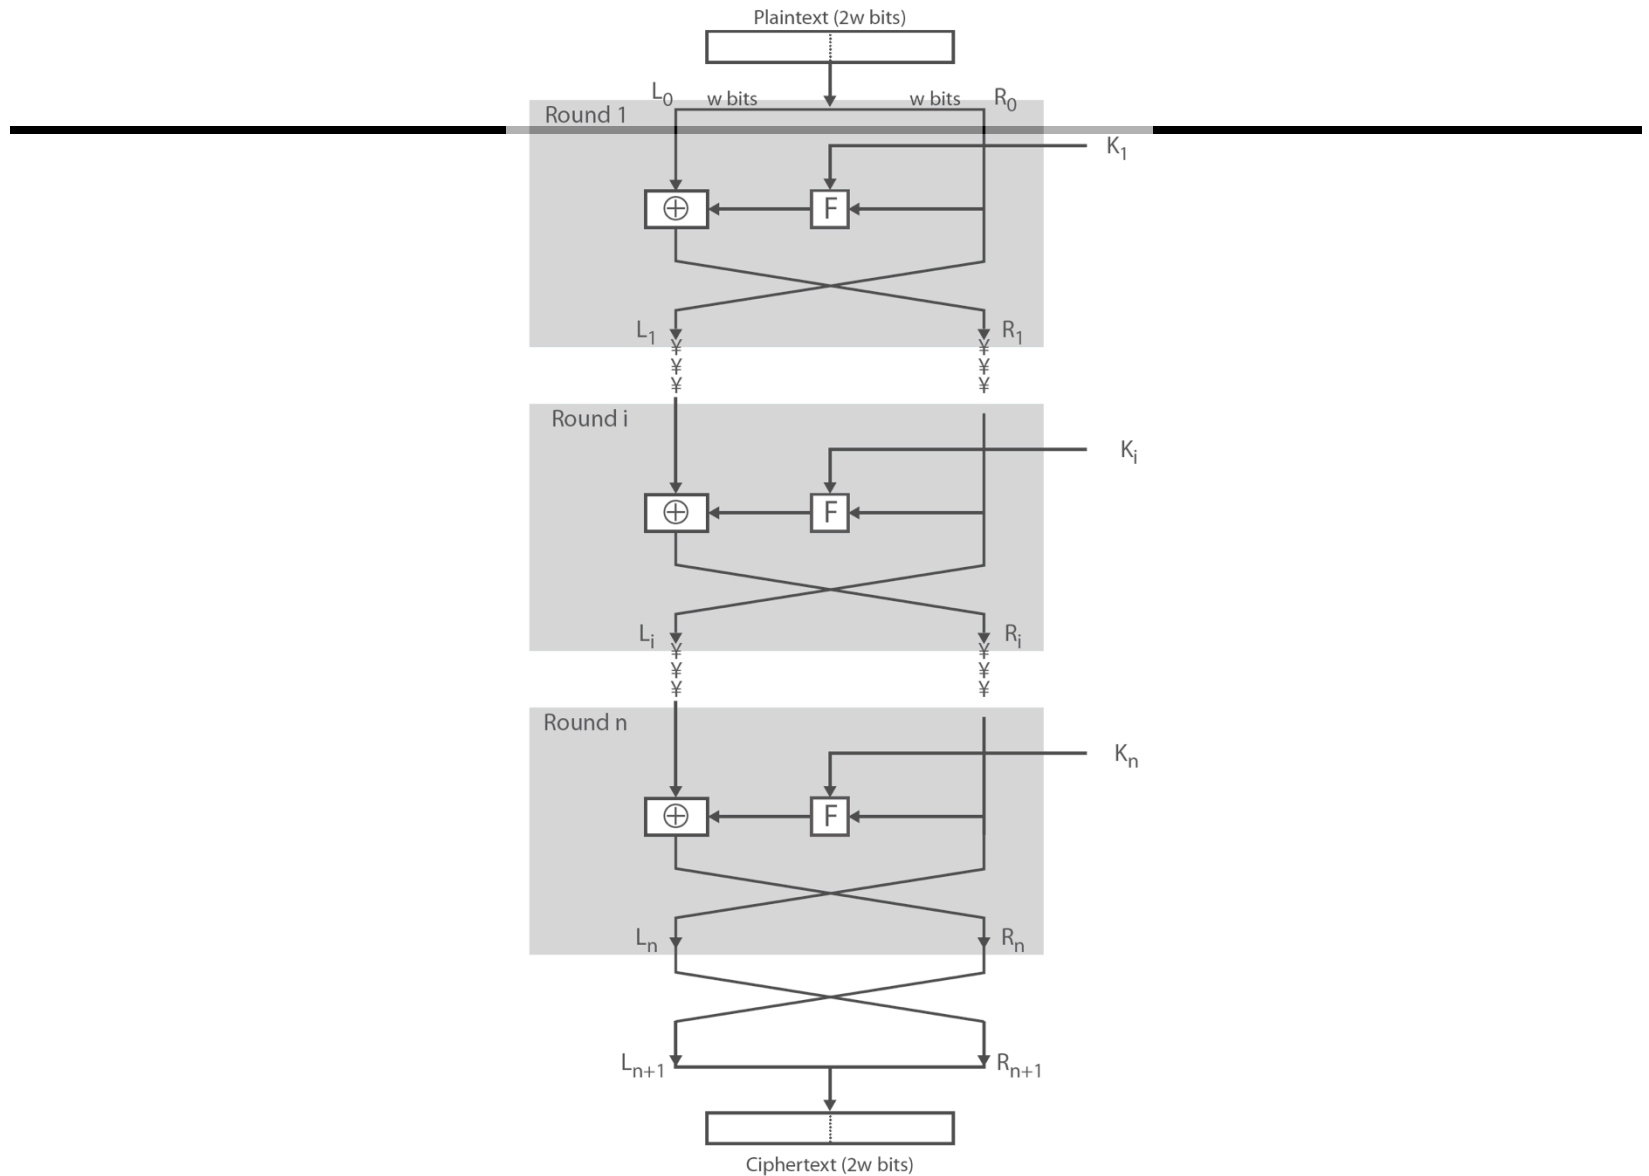 Plaintext (2w bits)
L0 w bits w bits R0
Round 1
K1
⊕ F
L1 R1
¥ ¥
¥ ¥
¥ ¥
Round i
Ki
⊕ F
Li Ri
¥ ¥
¥ ¥
¥ ¥
Round n
Kn
⊕ F
Ln Rn
Ln+1 Rn+1
Ciphertext (2w bits)